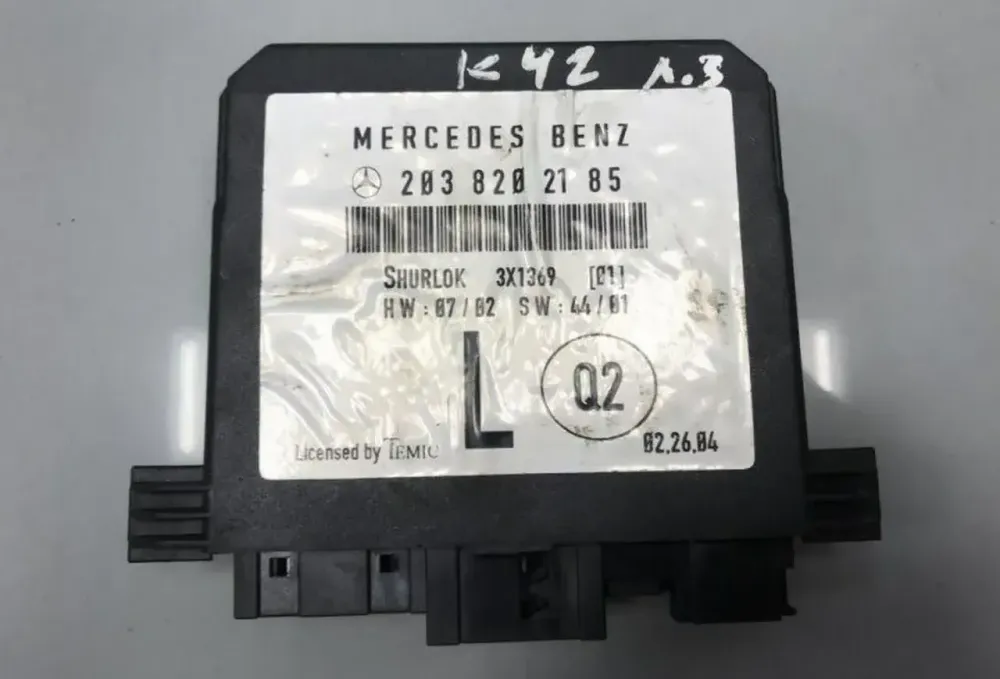 K 42 л.3
MERCEDES BENZ
203 820 21 85
SHURLOK 3X1369 [01]
HW: 07/02 SW: 44/01
L Q2
Licensed by TEMIC 02.26.04